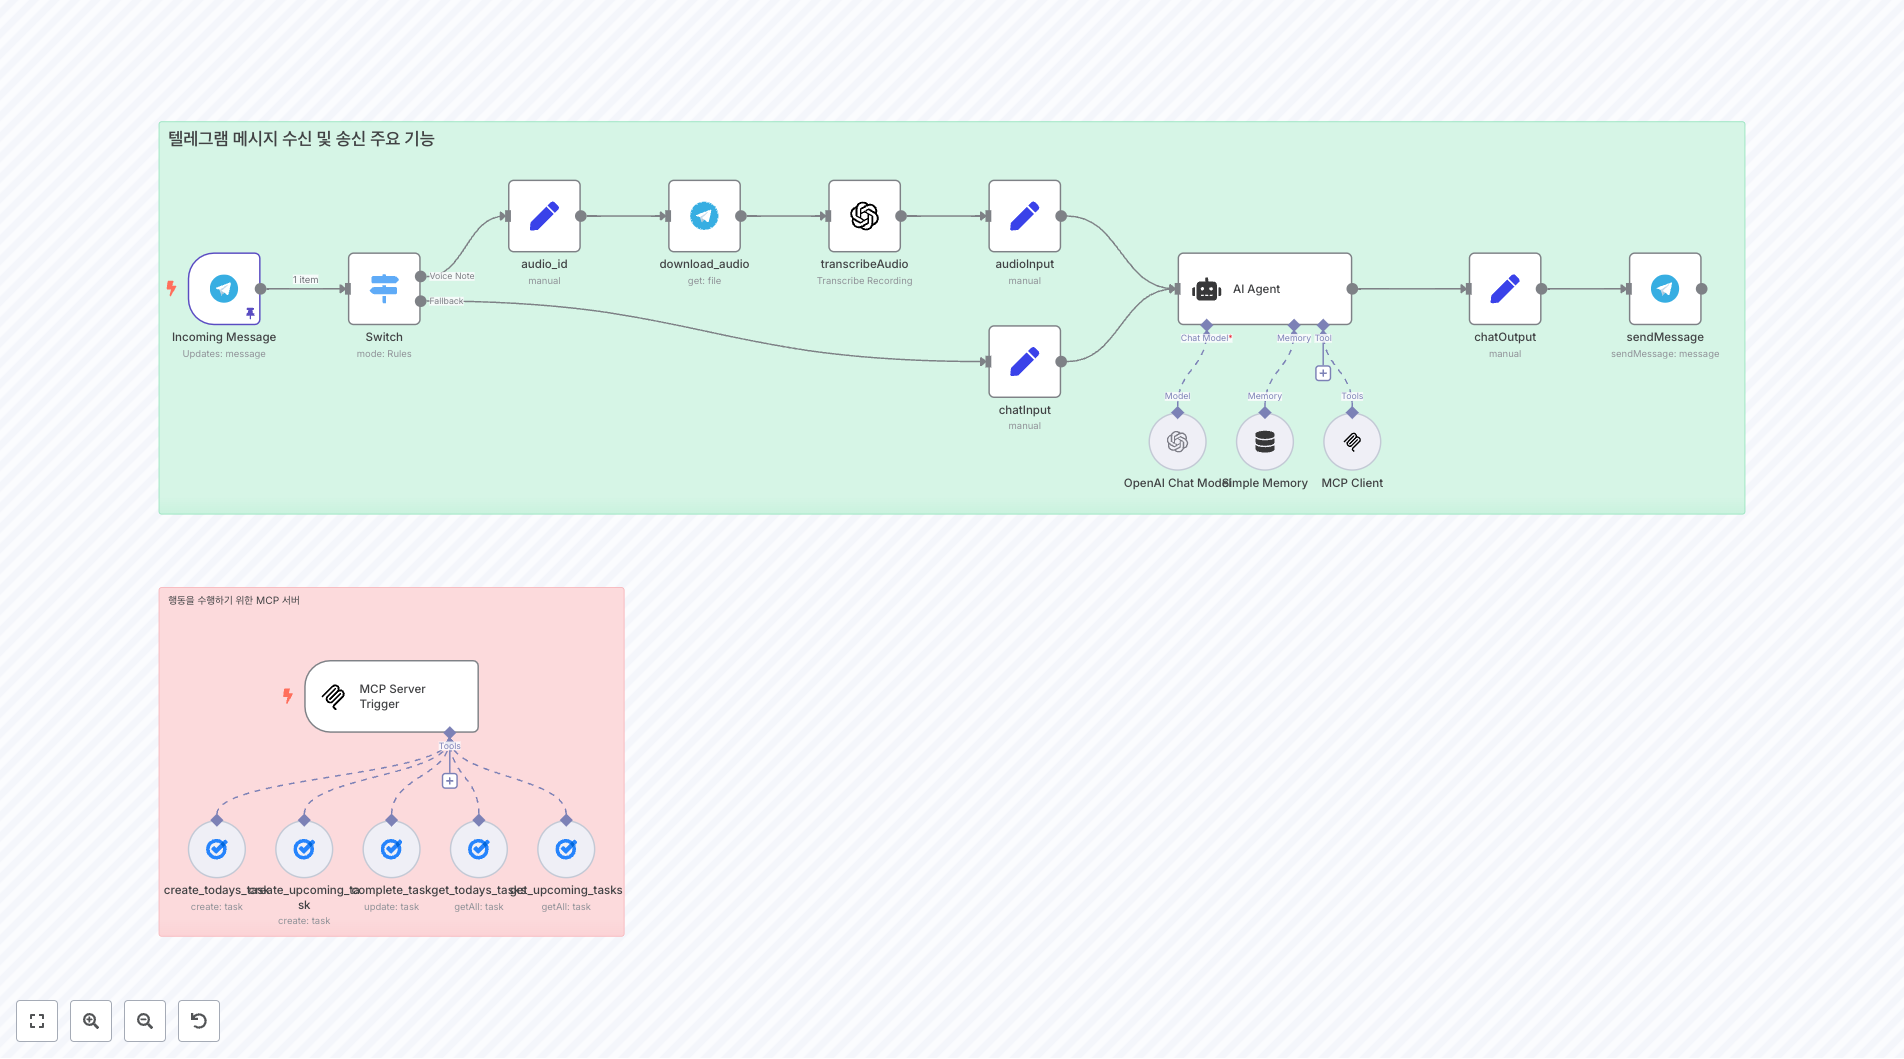 텔레그램 메시지 수신 및 송신 주요 기능
Incoming Message
Updates: message
1 item
Switch
mode: Rules
Voice Note
Fallback
audio_id
manual
download_audio
get: file
transcribeAudio
Transcribe Recording
audioInput
manual
chatInput
manual
AI Agent
Chat Model*
Memory
Tool
Model
Memory
Tools
OpenAI Chat Model
Simple Memory
MCP Client
chatOutput
manual
sendMessage
sendMessage: message
행동을 수행하기 위한 MCP 서버
MCP Server
Trigger
Tools
create_todays_task
create: task
create_upcoming_ta
sk
create: task
complete_task
update: task
get_todays_tasks
getAll: task
get_upcoming_tasks
getAll: task